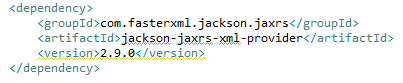 <dependency>
<groupId>com.fasterxml.jackson.jaxrs</groupId>
<artifactId>jackson-jaxrs-xml-provider</artifactId>
<version>2.9.0</version>
</dependency>